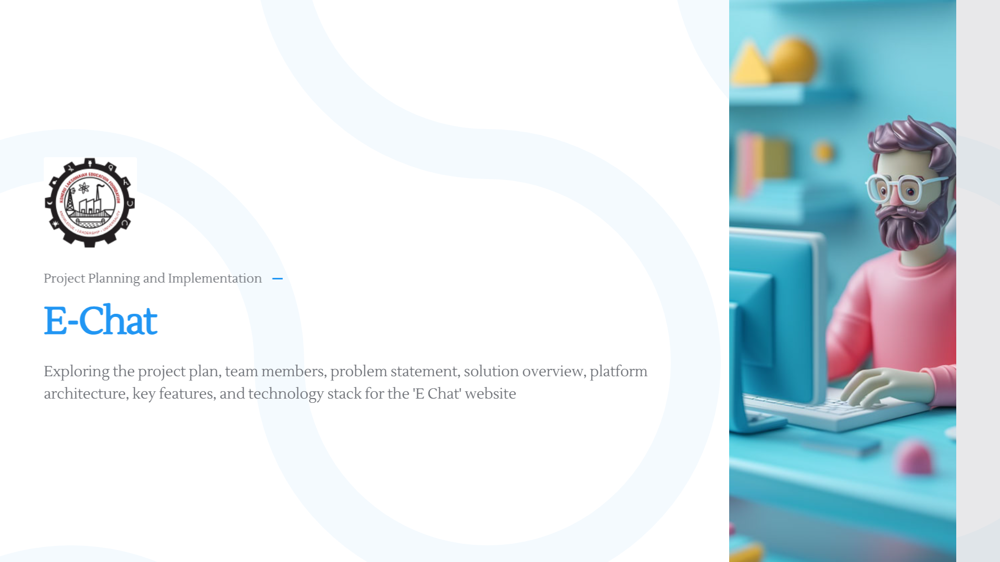 KONERU LAKSHMAIAH EDUCATION FOUNDATION
KNOWLEDGE - LEADERSHIP - UNIVERSALITY
Project Planning and Implementation
E-Chat
Exploring the project plan, team members, problem statement, solution overview, platform
architecture, key features, and technology stack for the 'E Chat' website